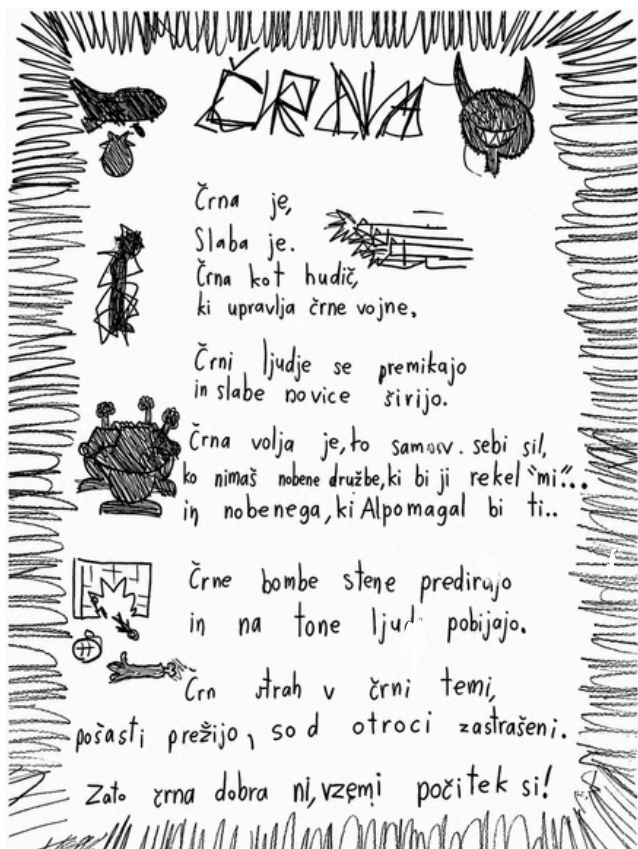 ČRNA
Črna je,
Slaba je.
Črna kot hudič,
ki upravlja črne vojne,
Črni ljudje se premikajo
in slabe novice širijo.
Črna volja je, to sebi sil,
ko nimaš nobene družbe, ki bi ji rekel "mi"...
in nobenega, ki Alpomagal bi ti..
Črne bombe stene predirajo
in na tone pobijajo.
Črn strah v črni temi,
pošasti prežijo, so d otroci zastrašeni.
Zato črna dobra ni, vzemi počitek si!